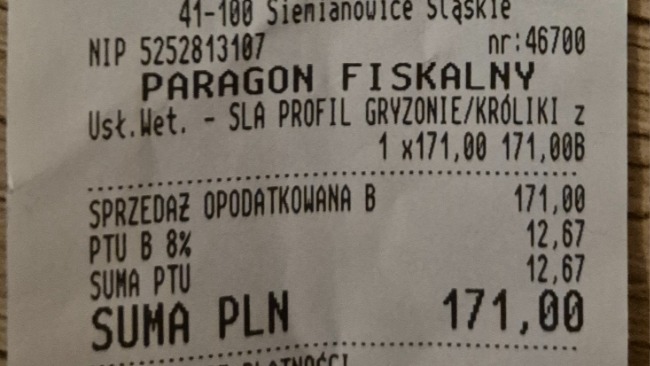 41-100 Siemianowice Śląskie
NIP 5252813107 nr:46700
PARAGON FISKALNY
Usł.Wet. - SLA PROFIL GRYZONIE/KRÓLIKI z
1 x171,00 171,00B
SPRZEDAŻ OPODATKOWANA B 171,00
PTU B 8% 12,67
SUMA PTU 12,67
SUMA PLN 171,00